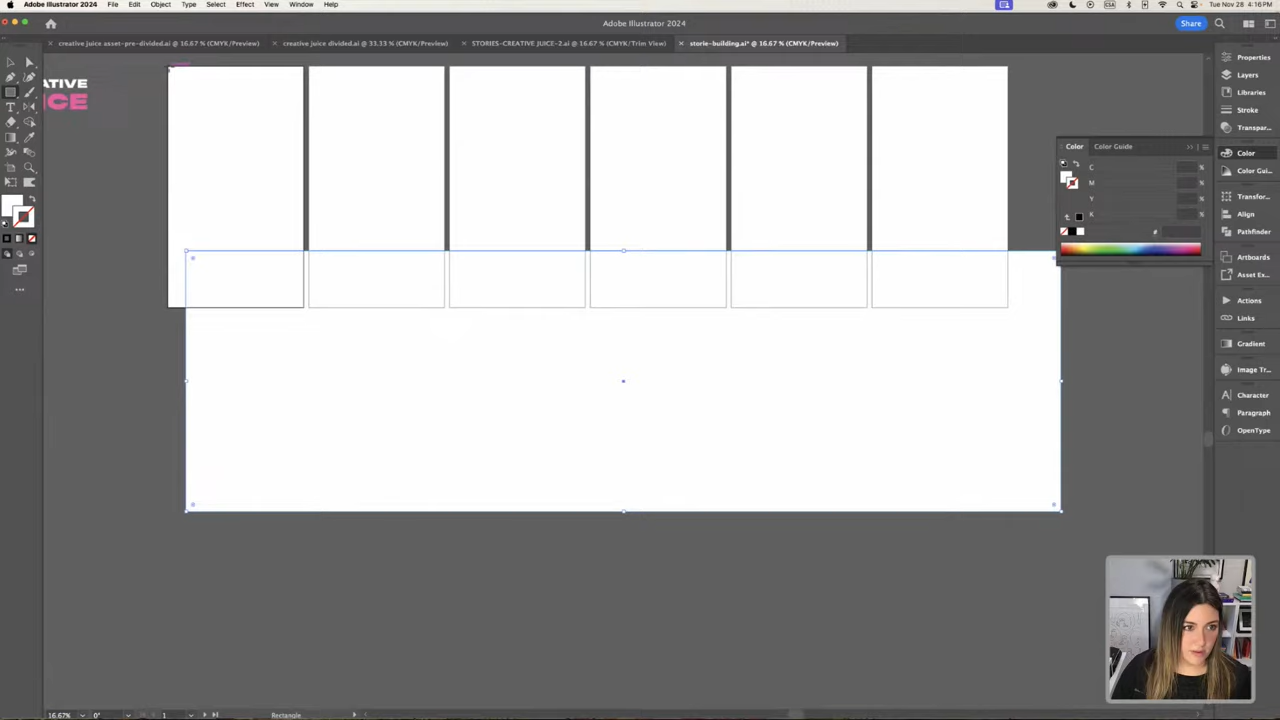 Adobe Illustrator 2024 File Edit Object Type Select Effect View Window Help
Tue Nov 28 4:16 PM
Adobe Illustrator 2024
Share
creative juice asset-pre-divided.ai @ 16.67 % (CMYK/Preview)
creative juice divided.ai @ 33.33 % (CMYK/Preview)
STORIES-CREATIVE JUICE-2.ai @ 16.67 % (CMYK/Trim View)
storie-building.ai* @ 16.67 % (CMYK/Preview)
ATIVE
ICE
Properties
Layers
Libraries
Stroke
Transpar...
Color
Color Gui...
Transfor...
Align
Pathfinder
Artboards
Asset Ex...
Actions
Links
Gradient
Image Tr...
Character
Paragraph
OpenType
Color Color Guide
C %
M %
Y %
K %
#
16.67% 0° 1 Rectangle